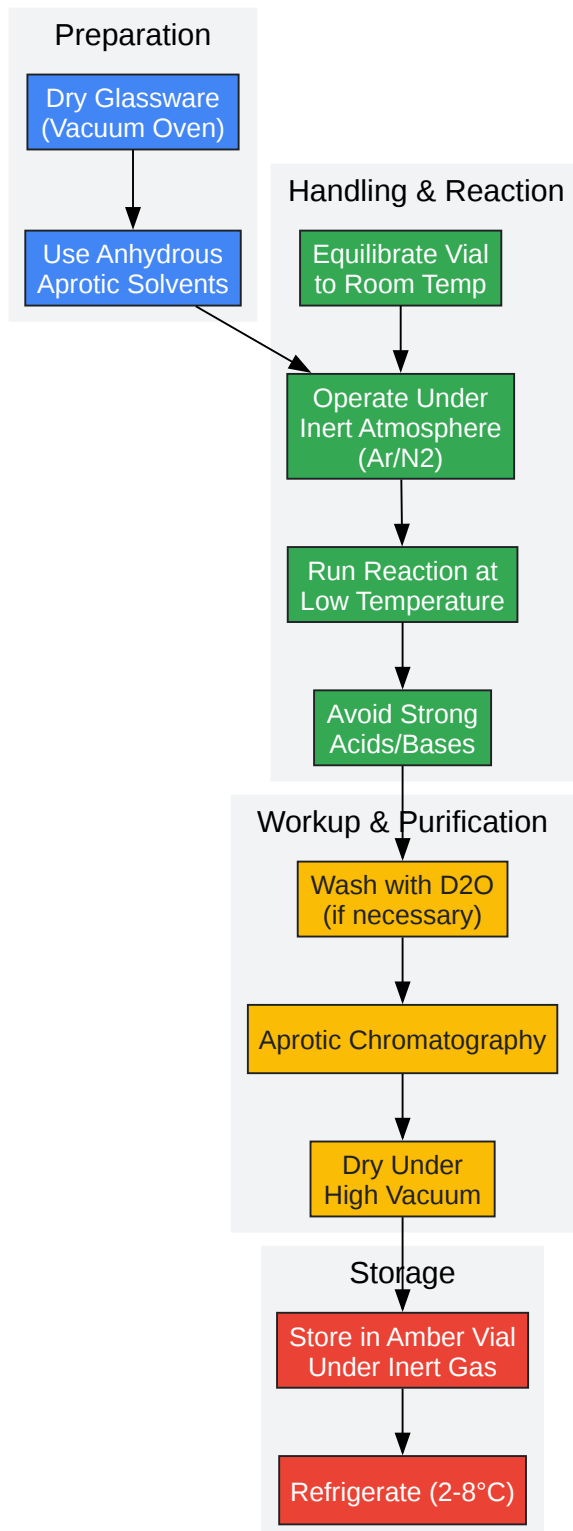 Preparation
Dry Glassware
(Vacuum Oven)
Use Anhydrous
Aprotic Solvents
Handling & Reaction
Equilibrate Vial
to Room Temp
Operate Under
Inert Atmosphere
(Ar/N2)
Run Reaction at
Low Temperature
Avoid Strong
Acids/Bases
Workup & Purification
Wash with D2O
(if necessary)
Aprotic Chromatography
Dry Under
High Vacuum
Storage
Store in Amber Vial
Under Inert Gas
Refrigerate (2-8°C)